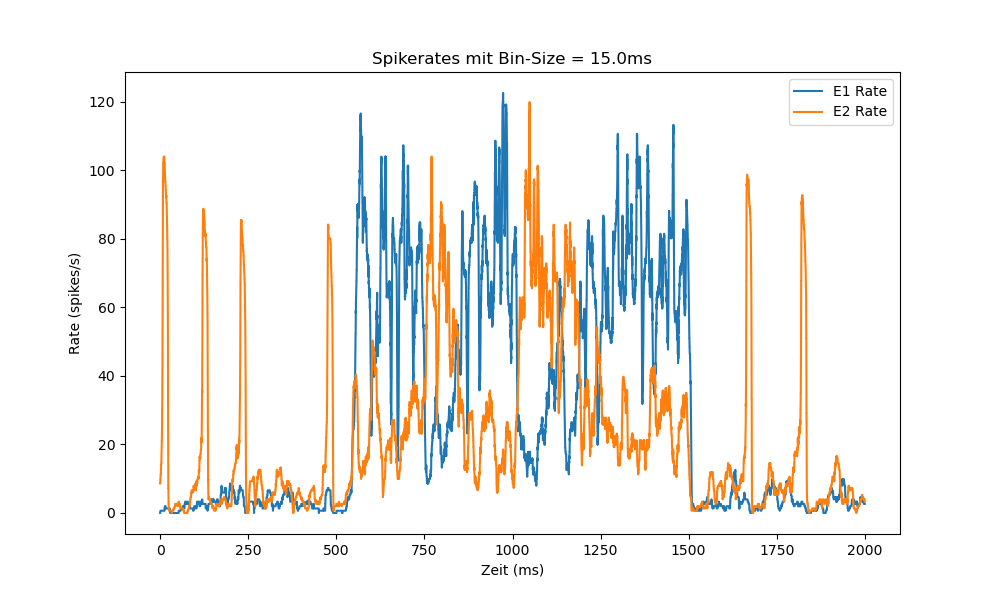 Spikerates mit Bin-Size = 15.0ms
E1 Rate
E2 Rate
Rate (spikes/s)
120
100
80
60
40
20
0
0 250 500 750 1000 1250 1500 1750 2000
Zeit (ms)